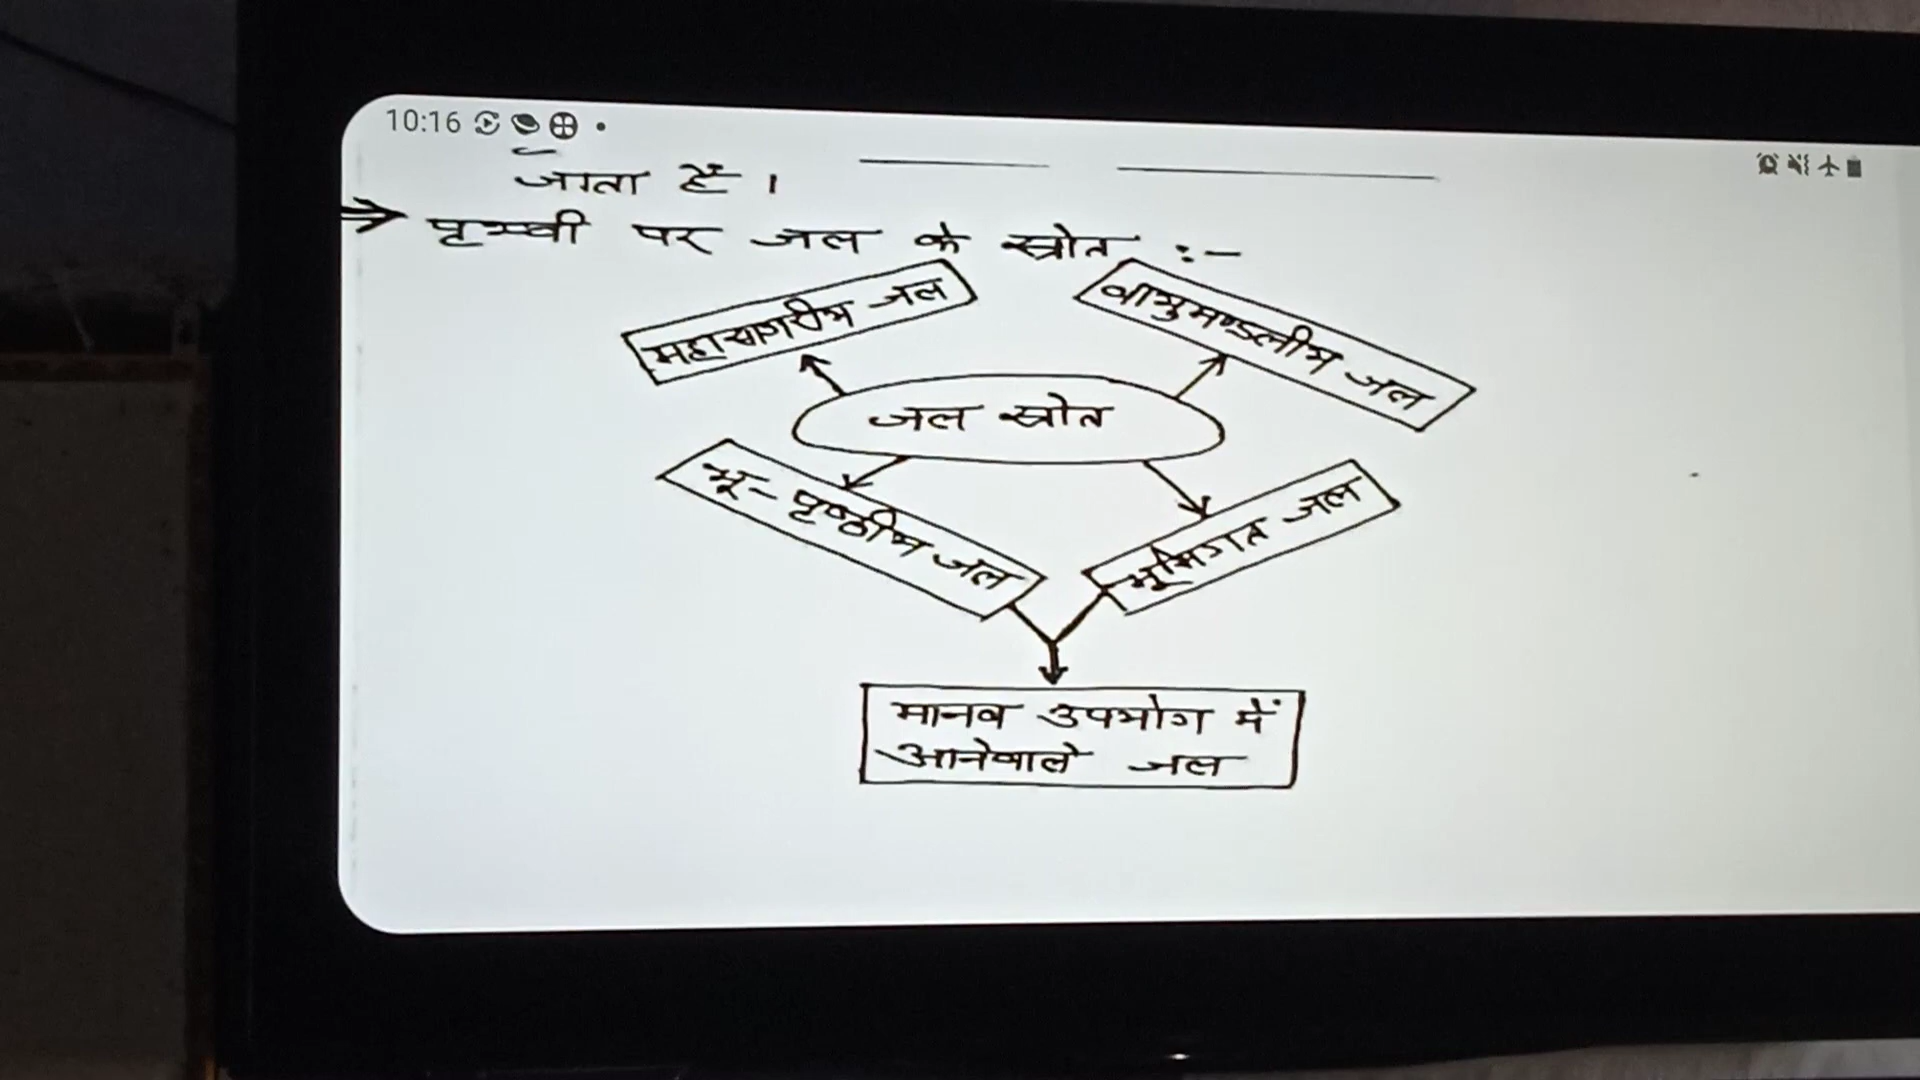 10:16
जाता है ।
⇒ पृथ्वी पर जल के स्रोत :-
महासागरीय जल
वायुमण्डलीय जल
जल स्रोत
भू-पृष्ठीय जल
भूमिगत जल
मानव उपभोग में
आनेवाले जल